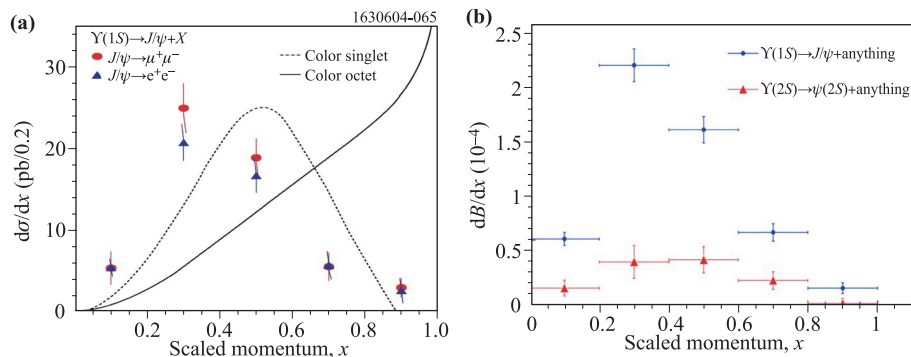 (a)
1630604-065
ϒ(1S)→J/ψ+X
J/ψ→μ⁺μ⁻
J/ψ→e⁺e⁻
Color singlet
Color octet
30
20
10
0
dσ/dx (pb/0.2)
0.2 0.4 0.6 0.8 1.0
Scaled momentum, x
(b)
ϒ(1S)→J/ψ+anything
ϒ(2S)→ψ(2S)+anything
2.5
2
1.5
1
0.5
0
dB/dx (10⁻⁴)
0 0.2 0.4 0.6 0.8 1
Scaled momentum, x